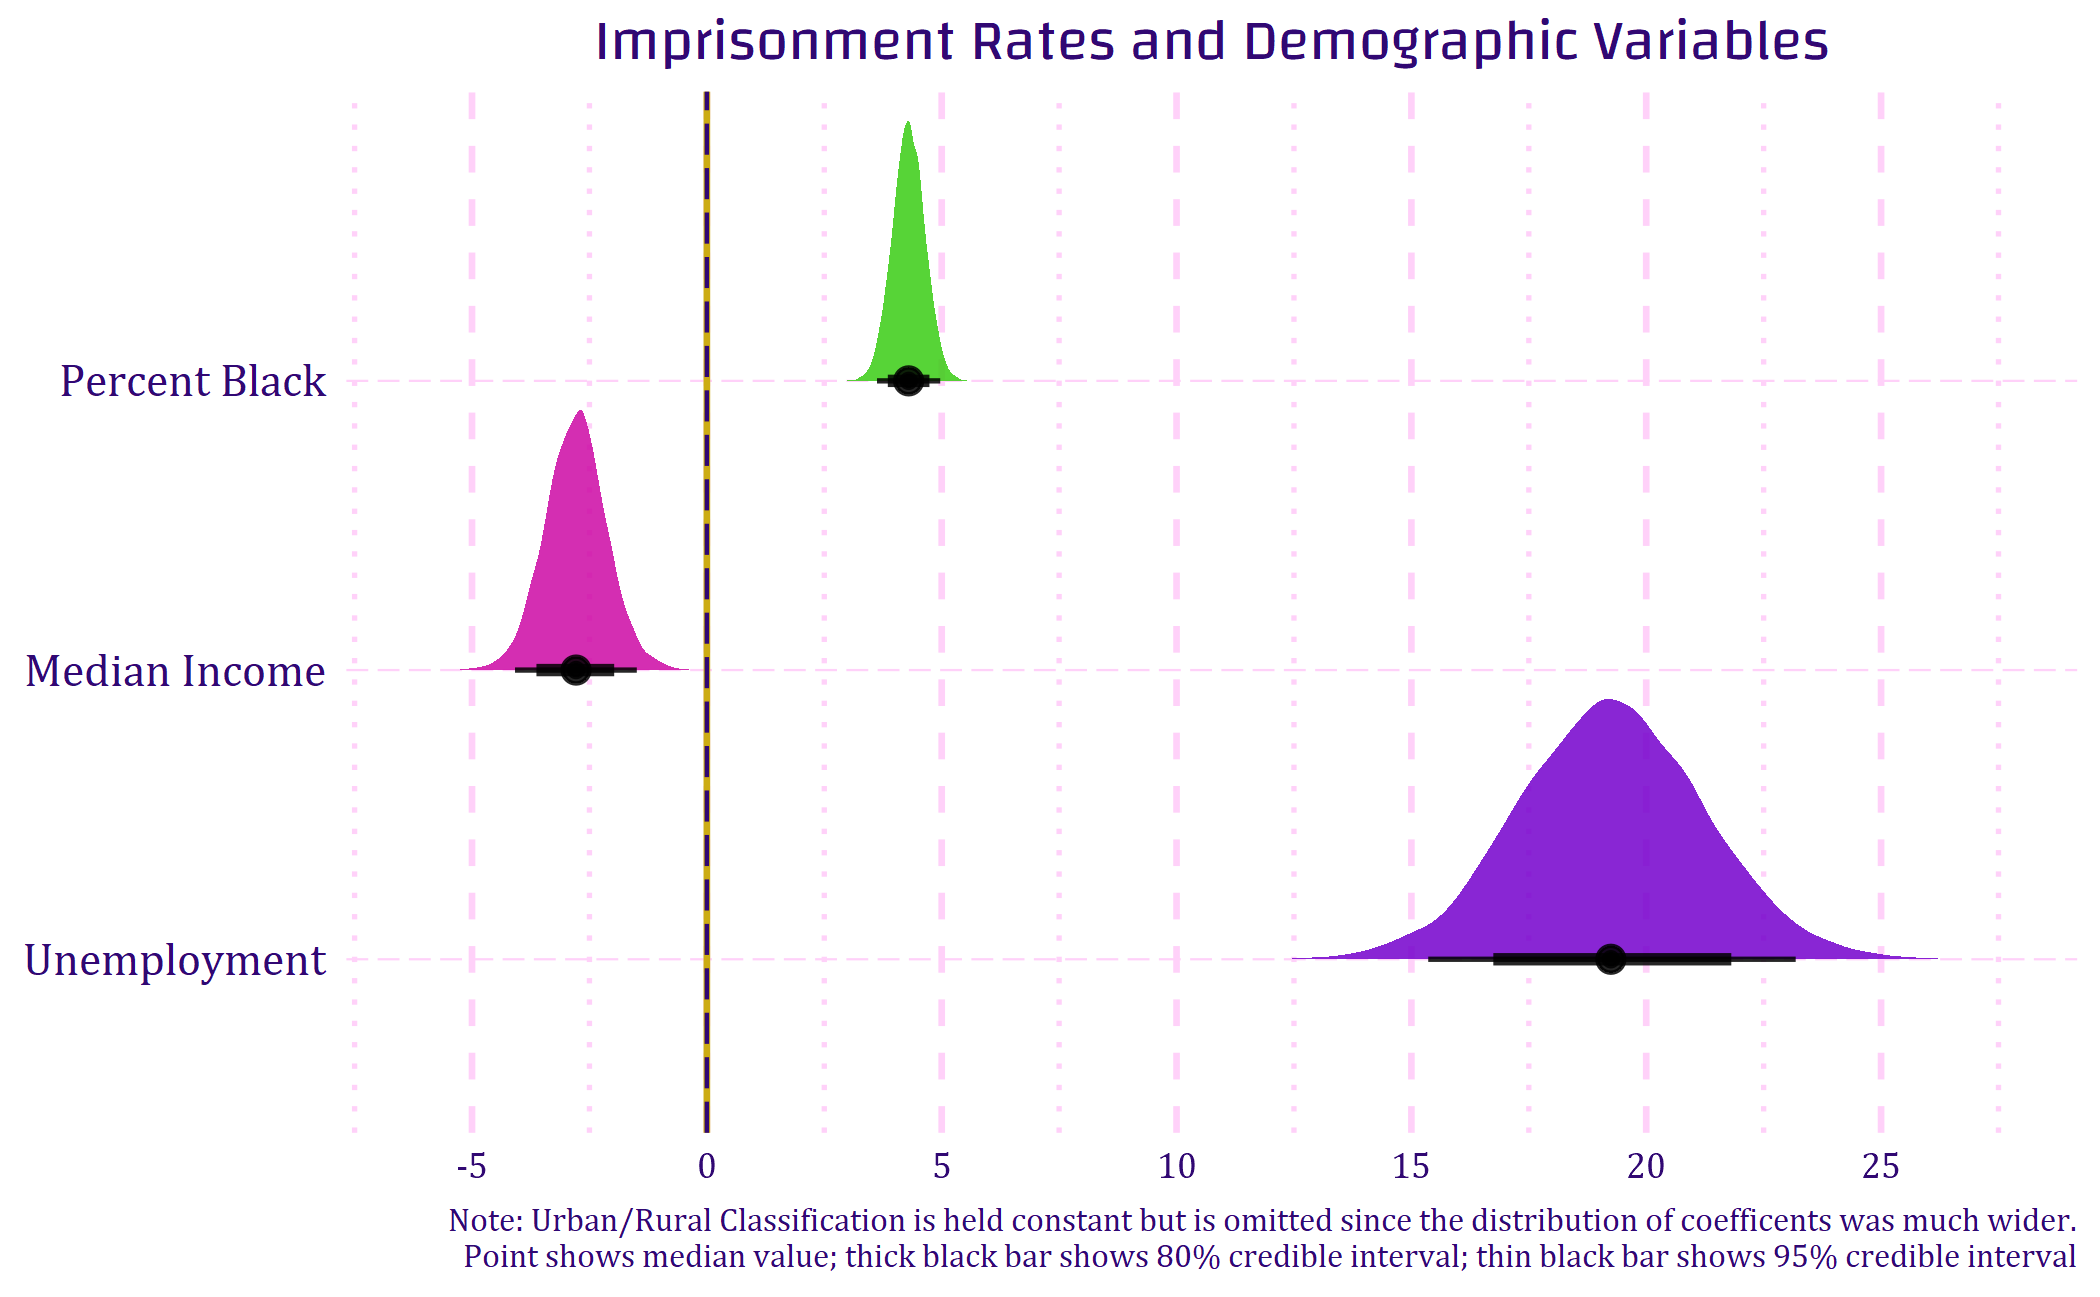 Imprisonment Rates and Demographic Variables
Percent Black
Median Income
Unemployment
-5 0 5 10 15 20 25
Note: Urban/Rural Classification is held constant but is omitted since the distribution of coefficents was much wider.
Point shows median value; thick black bar shows 80% credible interval; thin black bar shows 95% credible interval